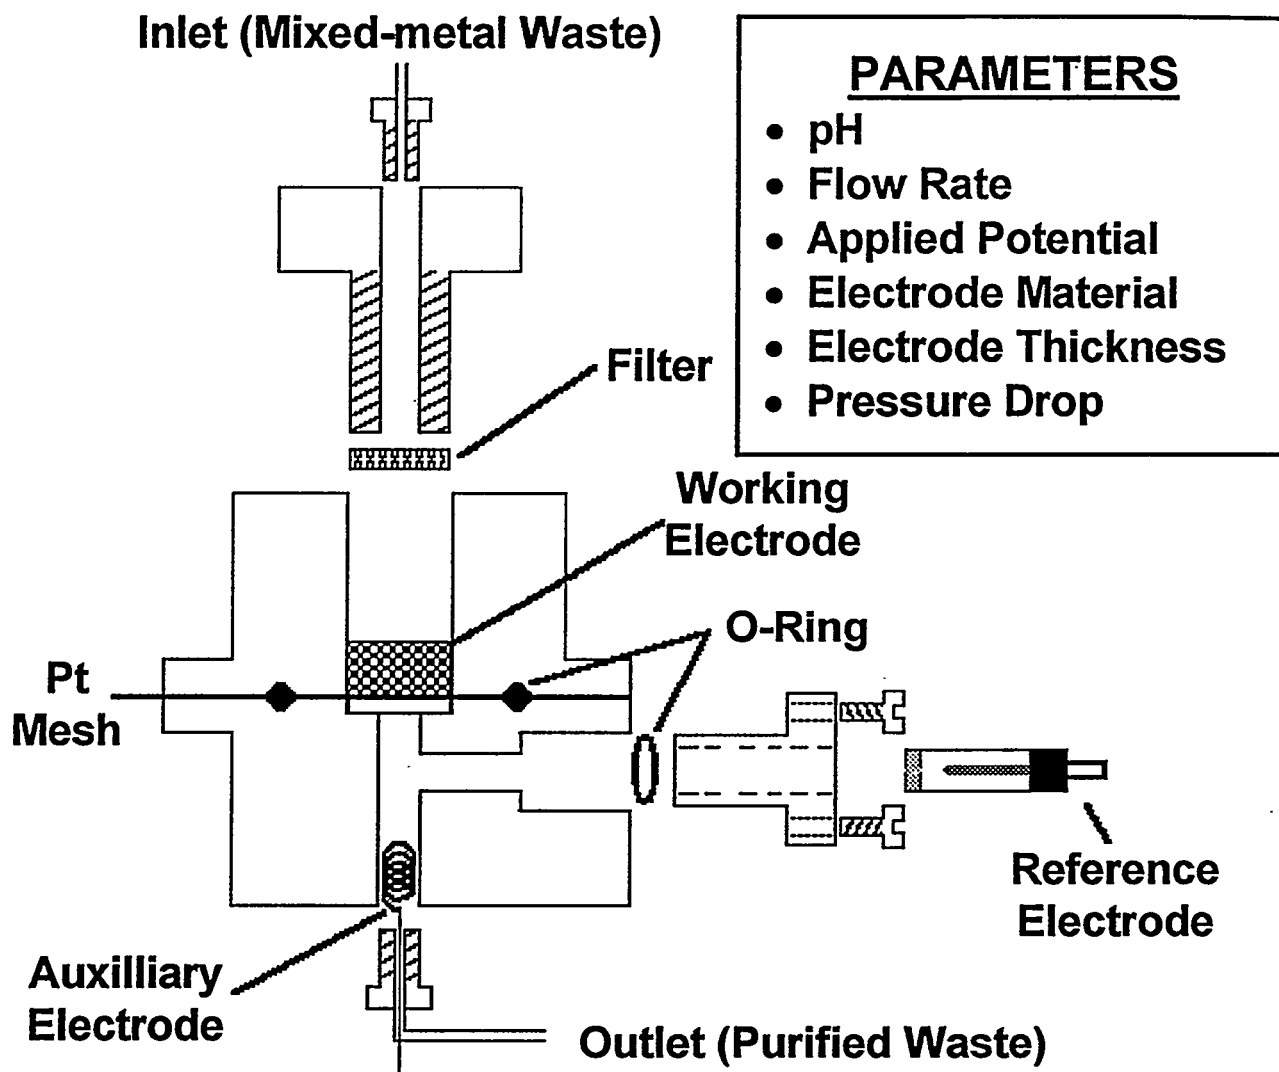 Inlet (Mixed-metal Waste)
PARAMETERS
• pH
• Flow Rate
• Applied Potential
• Electrode Material
• Electrode Thickness
• Pressure Drop
Filter
Working
Electrode
O-Ring
Pt
Mesh
Reference
Electrode
Auxilliary
Electrode
Outlet (Purified Waste)